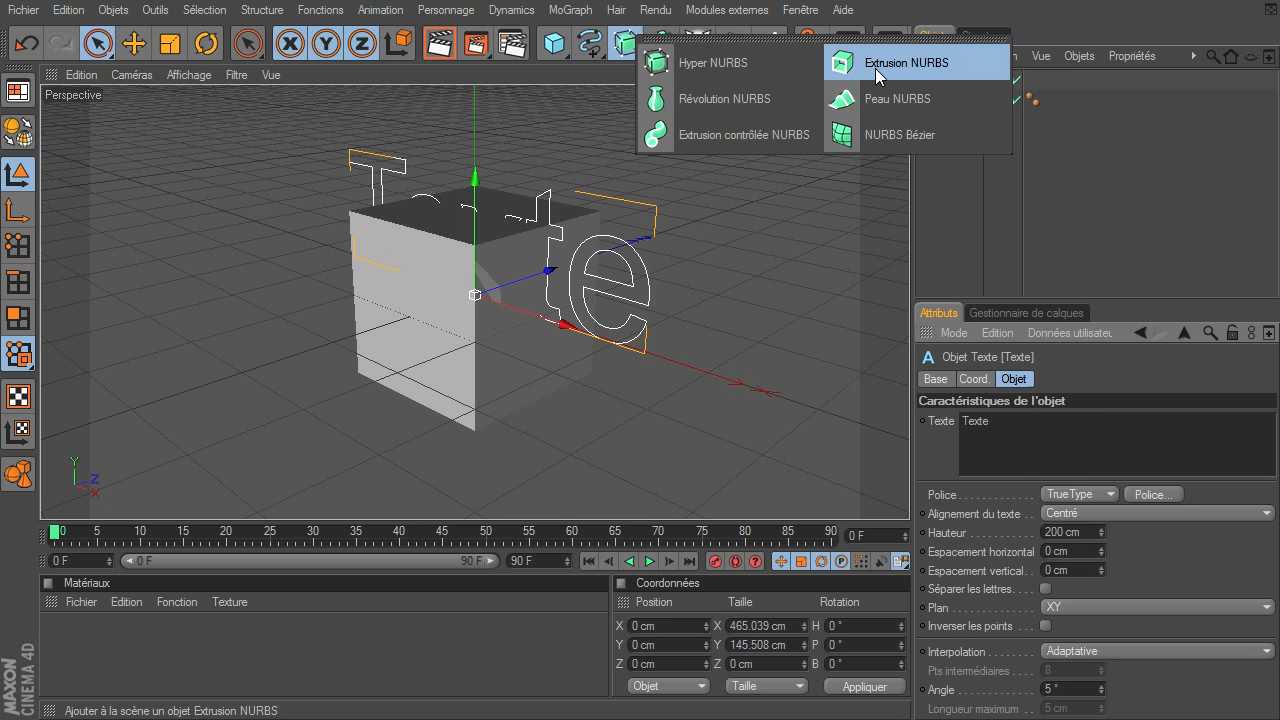 Fichier Edition Objets Outils Sélection Structure Fonctions Animation Personnage Dynamics MoGraph Hair Rendu Modules externes Fenêtre Aide
X Y Z
Edition Caméras Affichage Filtre Vue
Perspective
Hyper NURBS Extrusion NURBS
Révolution NURBS Peau NURBS
Extrusion contrôlée NURBS NURBS Bézier
Vue Objets Propriétés
Texte
Y Z X
0 5 10 15 20 25 30 35 40 45 50 55 60 65 70 75 80 85 90 0 F
0 F 0 F 90 F 90 F
Matériaux
Fichier Edition Fonction Texture
Coordonnées
Position Taille Rotation
X 0 cm X 465.039 cm H 0 °
Y 0 cm Y 145.508 cm P 0 °
Z 0 cm Z 0 cm B 0 °
Objet Taille Appliquer
Attributs Gestionnaire de calques
Mode Edition Données utilisateu
A Objet Texte [Texte]
Base Coord. Objet
Caractéristiques de l'objet
Texte Texte
Police TrueType Police...
Alignement du texte Centré
Hauteur 200 cm
Espacement horizontal 0 cm
Espacement vertical 0 cm
Séparer les lettres
Plan XY
Inverser les points
Interpolation Adaptative
Pts intermédiaires 8
Angle 5 °
Longueur maximum 5 cm
MAXON CINEMA 4D
Ajouter à la scène un objet Extrusion NURBS